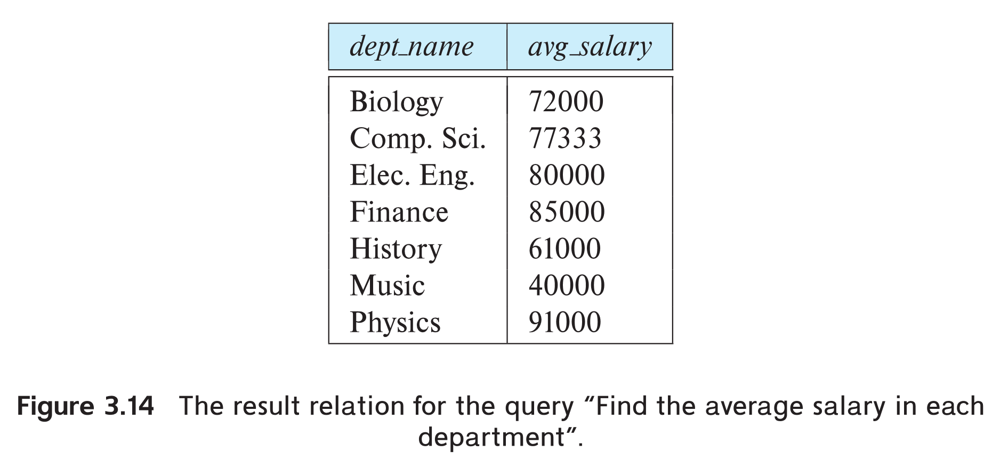 dept_name avg_salary
Biology 72000
Comp. Sci. 77333
Elec. Eng. 80000
Finance 85000
History 61000
Music 40000
Physics 91000
Figure 3.14 The result relation for the query “Find the average salary in each
department”.